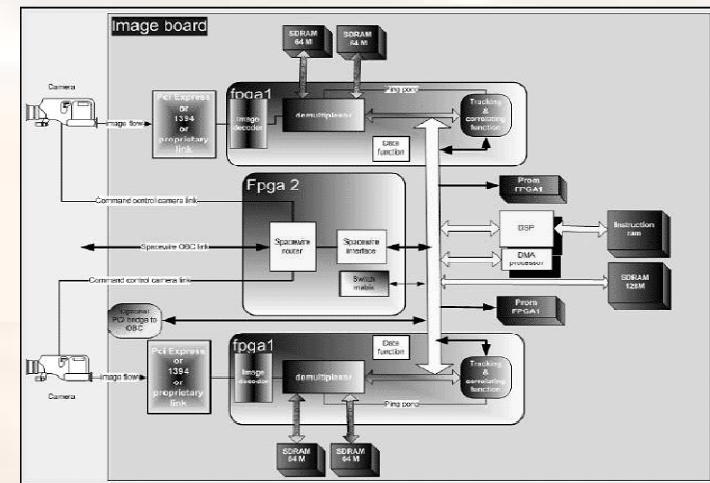 Image board
SDRAM
64 M
SDRAM
64 M
Camera
Pci Express
or
1394
or
proprietary
link
fpga1
Image
decoder
demultiplexor
Ping pong
Tracking
&
correlating
function
image flow
Date
function
Prom
FPGA1
Fpga 2
Command control camera link
Spacewire
router
Spacewire
interface
Spacewire OBC link
Switch
matrix
DSP
Instruction
ram
DMA
processor
SDRAM
128M
Command control camera link
Optional
PCI bridge to
OBC
Prom
FPGA1
Pci Express
or
1394
or
proprietary
link
fpga1
Image
decoder
demultiplexor
Date
function
Tracking
&
correlating
function
image flow
Ping pong
Camera
SDRAM
64 M
SDRAM
64 M